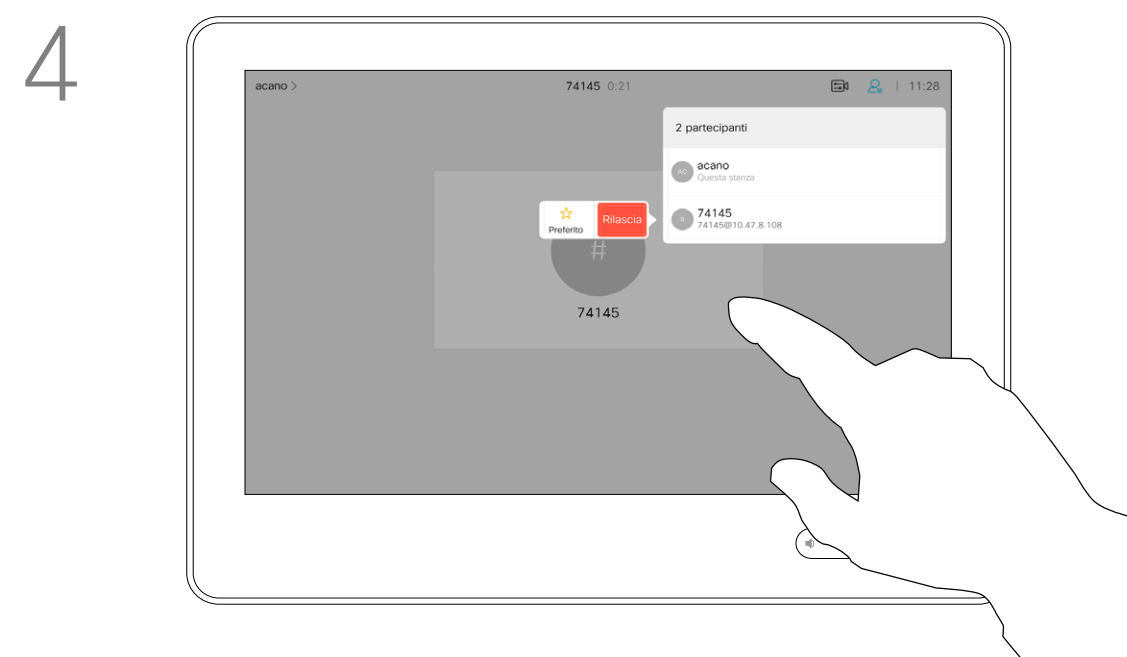 4
acano >
74145 0:21
11:28
2 partecipanti
AC
acano
Questa stanza
Preferito
Rilascia
#
74145
74145@10.47.8.108
#
74145